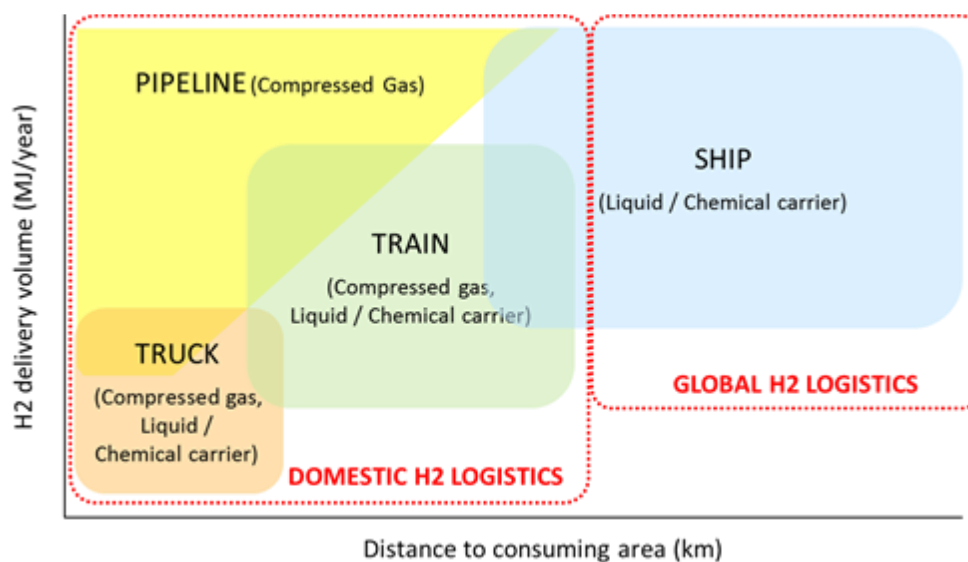 PIPELINE (Compressed Gas)
SHIP
(Liquid / Chemical carrier)
TRAIN
(Compressed gas,
Liquid / Chemical carrier)
TRUCK
(Compressed gas,
Liquid /
Chemical carrier)
GLOBAL H2 LOGISTICS
DOMESTIC H2 LOGISTICS
H2 delivery volume (MJ/year)
Distance to consuming area (km)